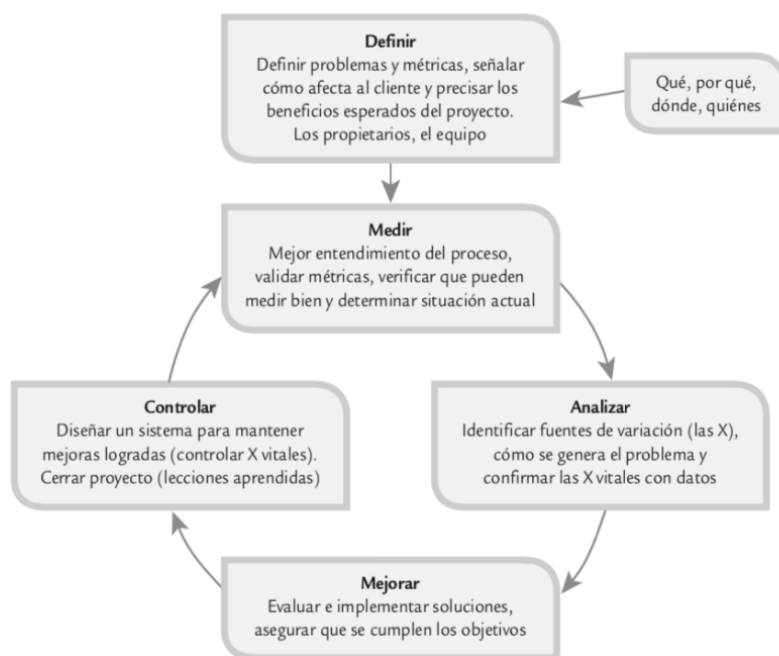 Definir
Definir problemas y métricas, señalar
cómo afecta al cliente y precisar los
beneficios esperados del proyecto.
Los propietarios, el equipo
Qué, por qué,
dónde, quiénes
Medir
Mejor entendimiento del proceso,
validar métricas, verificar que pueden
medir bien y determinar situación actual
Controlar
Diseñar un sistema para mantener
mejoras logradas (controlar X vitales).
Cerrar proyecto (lecciones aprendidas)
Analizar
Identificar fuentes de variación (las X),
cómo se genera el problema y
confirmar las X vitales con datos
Mejorar
Evaluar e implementar soluciones,
asegurar que se cumplen los objetivos